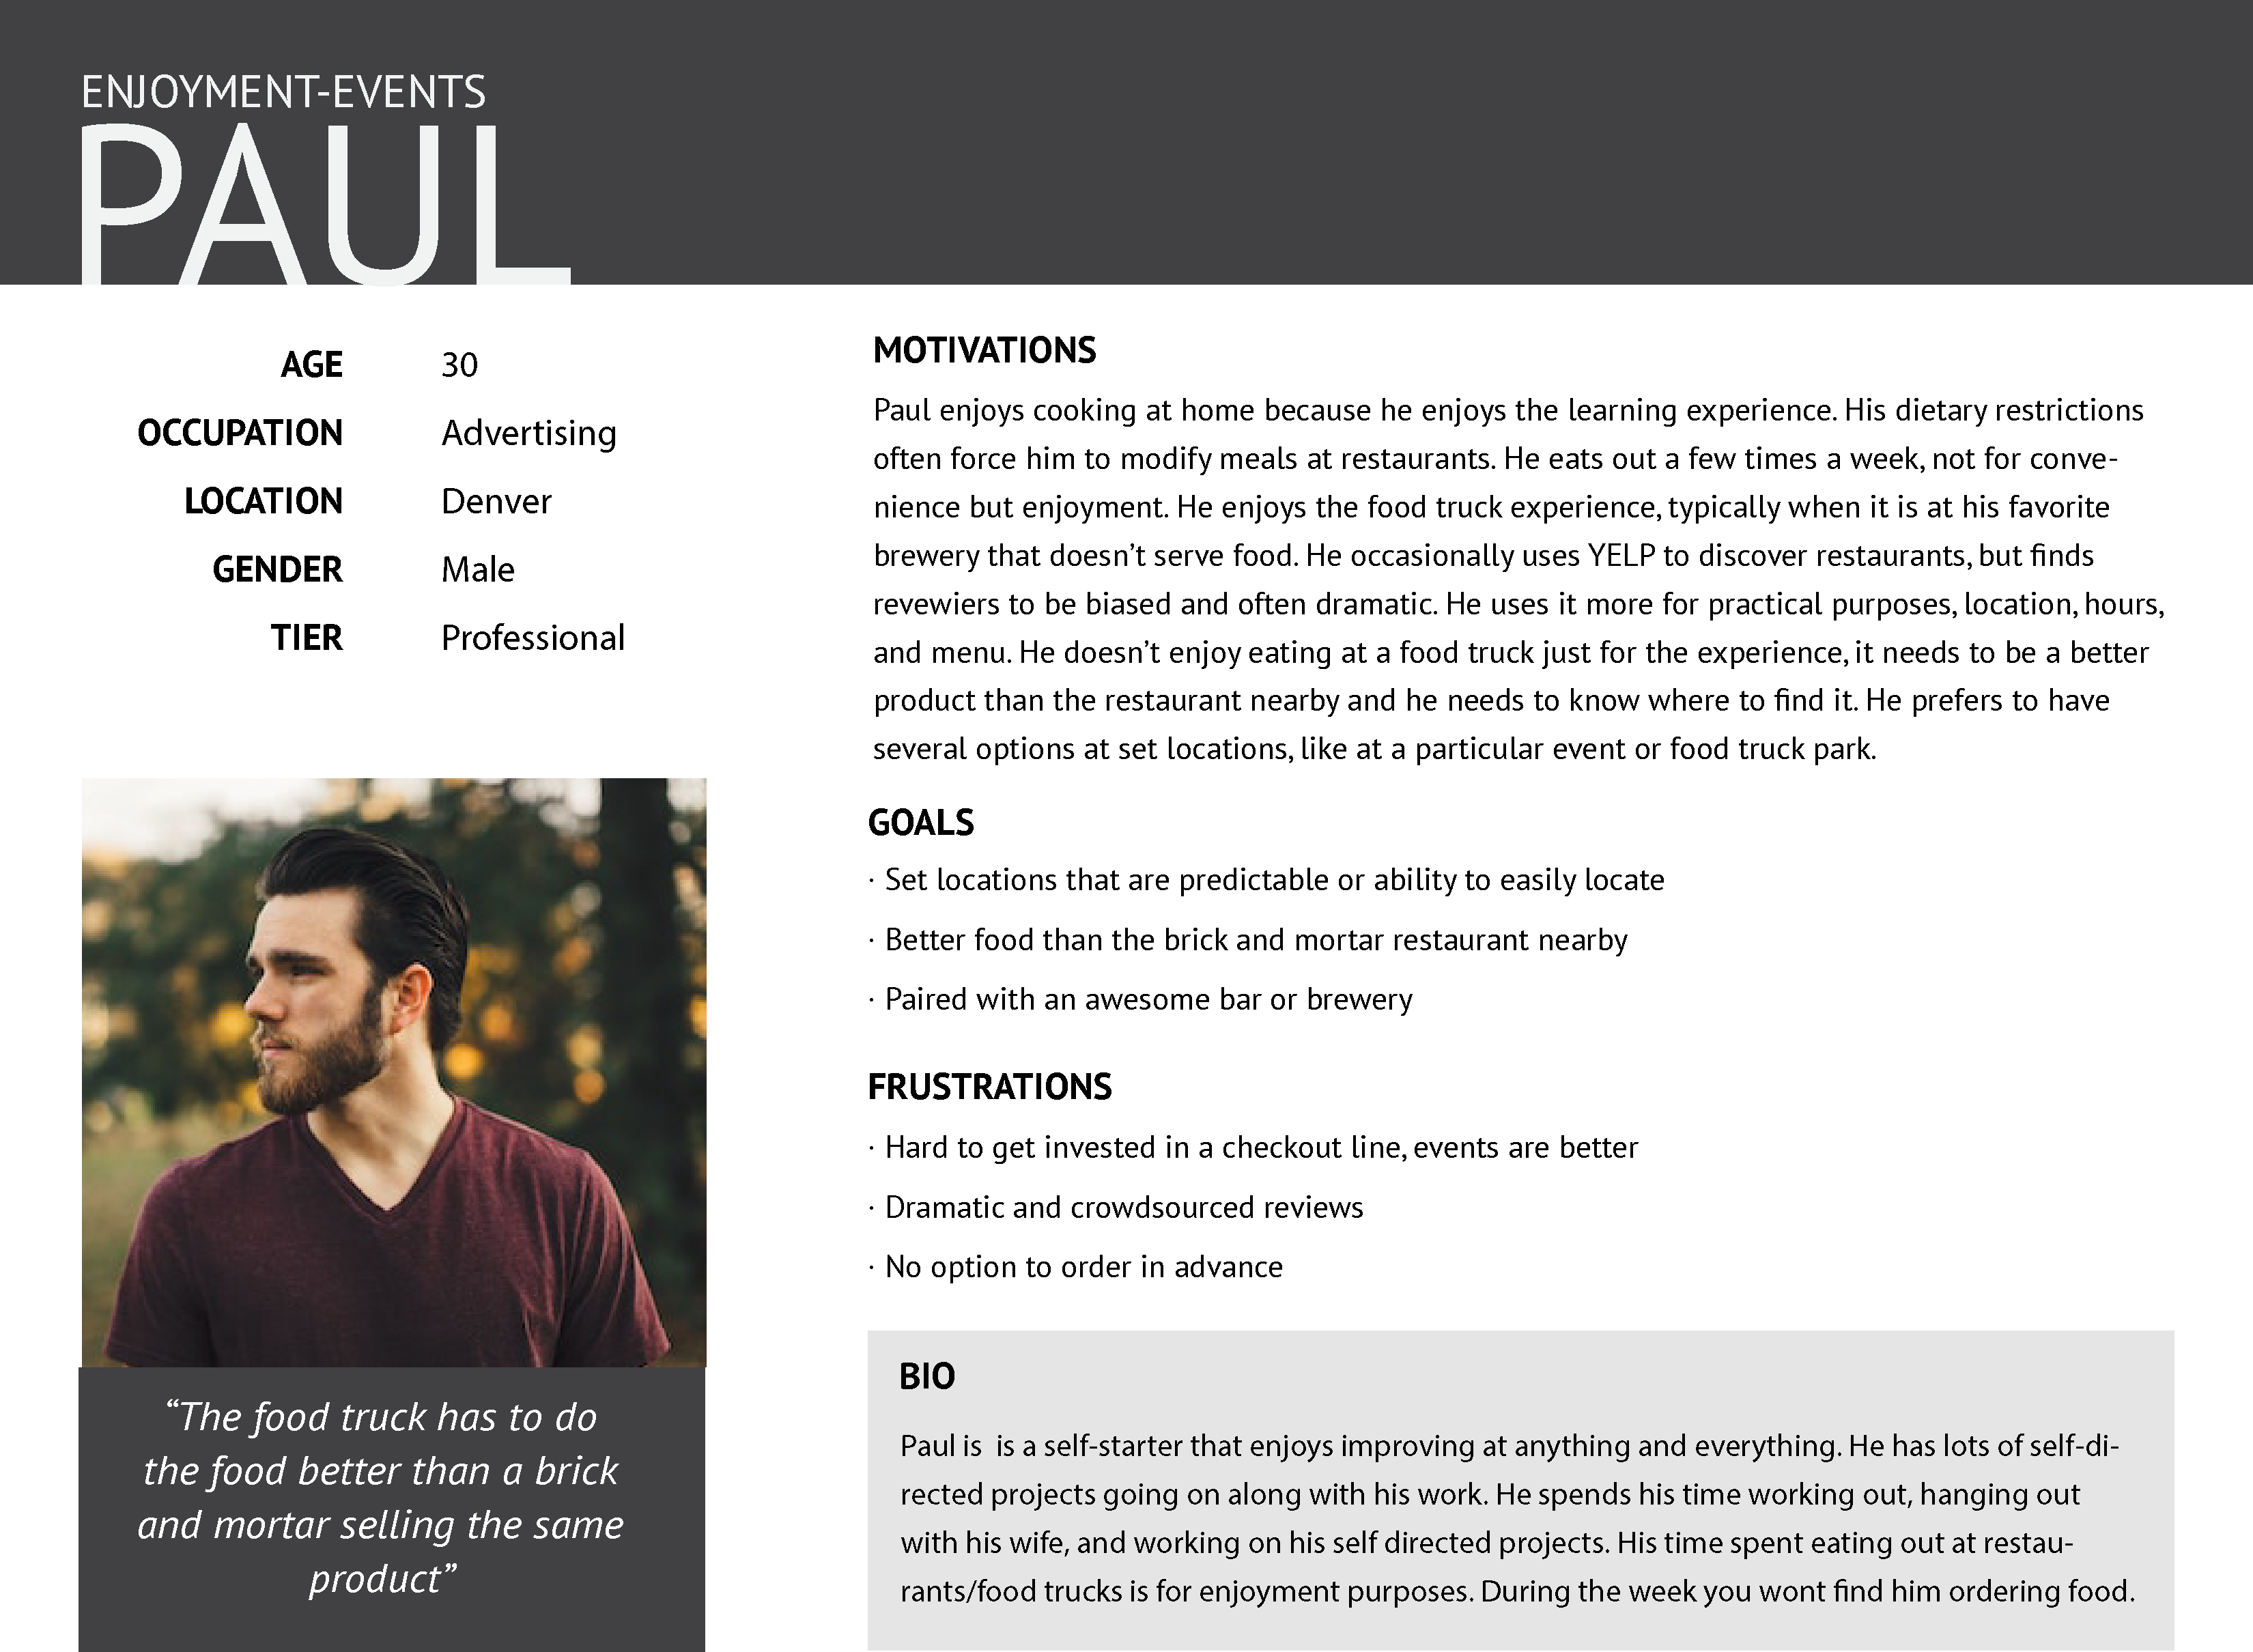 ENJOYMENT-EVENTS
PAUL
AGE 30
OCCUPATION Advertising
LOCATION Denver
GENDER Male
TIER Professional
“The food truck has to do
the food better than a brick
and mortar selling the same
product”
MOTIVATIONS
Paul enjoys cooking at home because he enjoys the learning experience. His dietary restrictions
often force him to modify meals at restaurants. He eats out a few times a week, not for conve-
nience but enjoyment. He enjoys the food truck experience, typically when it is at his favorite
brewery that doesn’t serve food. He occasionally uses YELP to discover restaurants, but finds
revewiers to be biased and often dramatic. He uses it more for practical purposes, location, hours,
and menu. He doesn’t enjoy eating at a food truck just for the experience, it needs to be a better
product than the restaurant nearby and he needs to know where to find it. He prefers to have
several options at set locations, like at a particular event or food truck park.
GOALS
· Set locations that are predictable or ability to easily locate
· Better food than the brick and mortar restaurant nearby
· Paired with an awesome bar or brewery
FRUSTRATIONS
· Hard to get invested in a checkout line, events are better
· Dramatic and crowdsourced reviews
· No option to order in advance
BIO
Paul is  is a self-starter that enjoys improving at anything and everything. He has lots of self-di-
rected projects going on along with his work. He spends his time working out, hanging out
with his wife, and working on his self directed projects. His time spent eating out at restau-
rants/food trucks is for enjoyment purposes. During the week you wont find him ordering food.